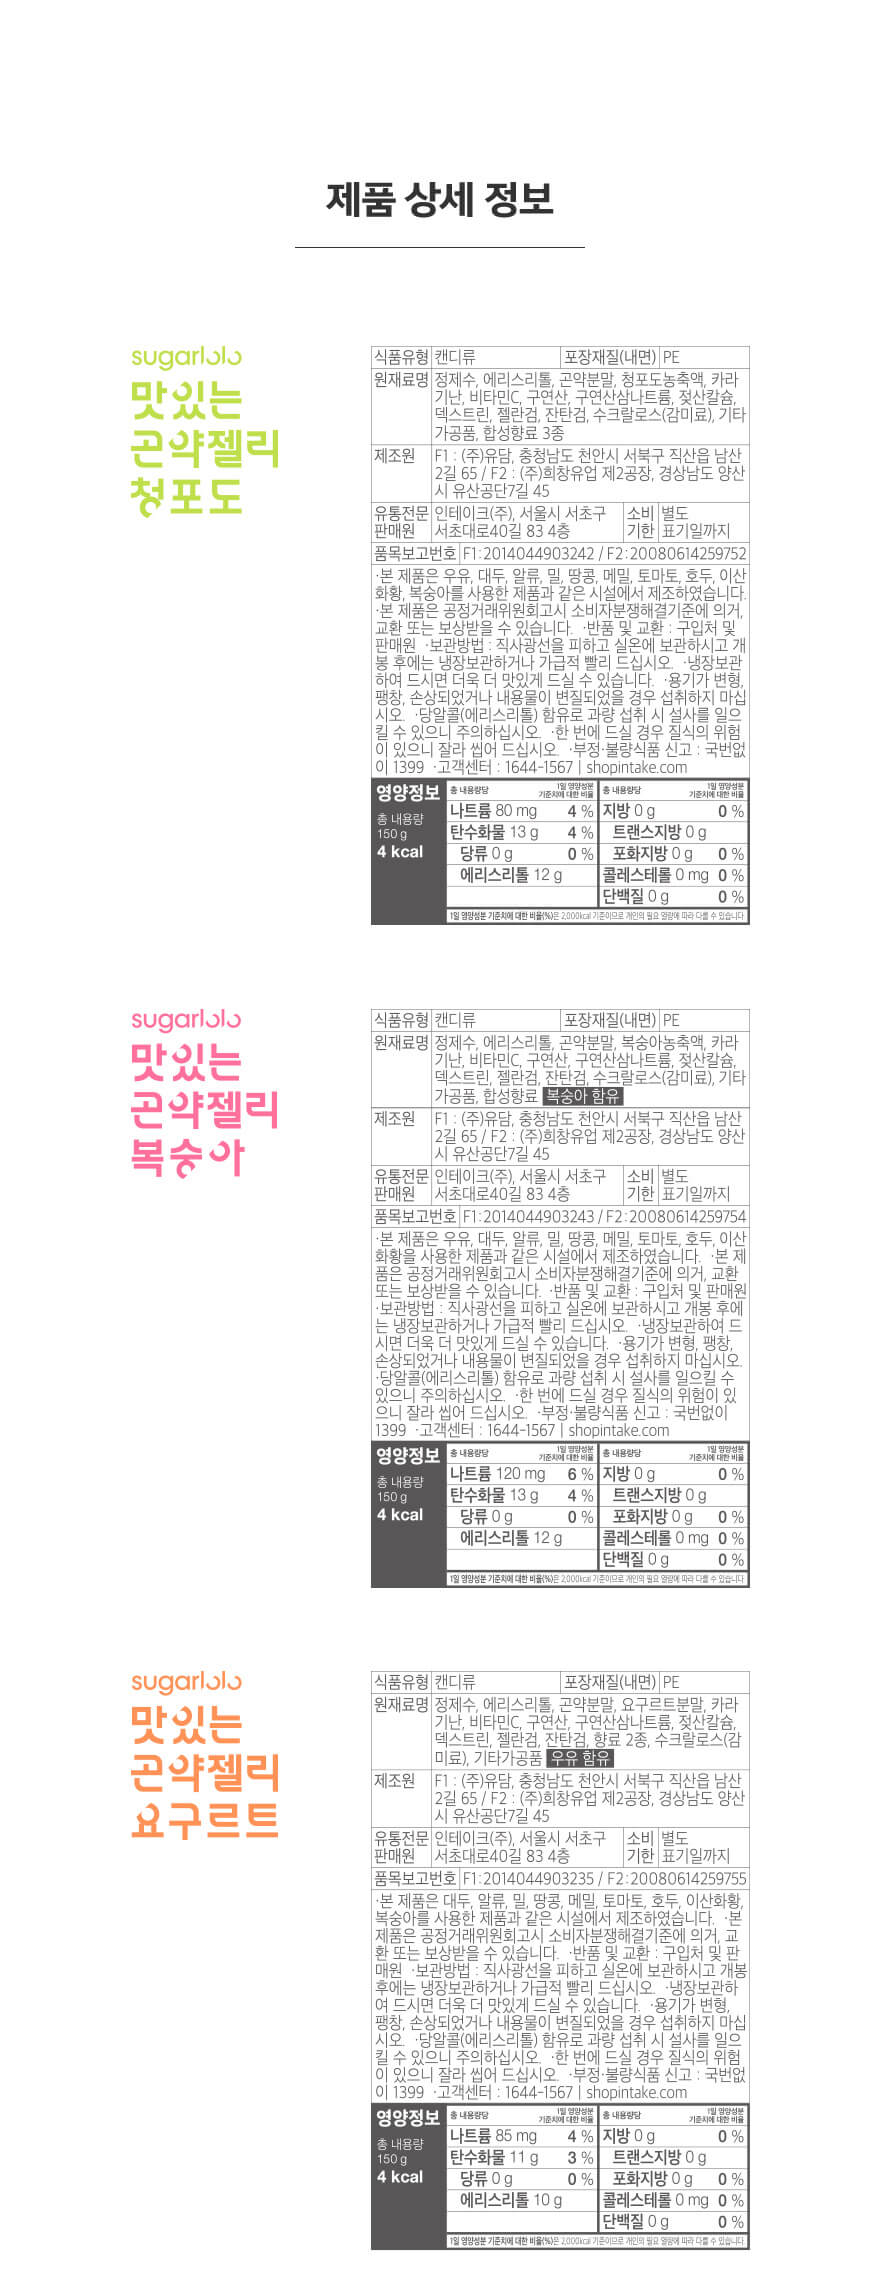 제품 상세 정보
sugarlolo
맛있는
곤약젤리
청포도
식품유형 캔디류 포장재질(내면) PE
원재료명 정제수, 에리스리톨, 곤약분말, 청포도농축액, 카라
기난, 비타민C, 구연산, 구연산삼나트륨, 젖산칼슘,
덱스트린, 젤란검, 잔탄검, 수크랄로스(감미료), 기타
가공품, 합성향료 3종
제조원 F1 : (주)유담, 충청남도 천안시 서북구 직산읍 남산
2길 65 / F2 : (주)희창유업 제2공장, 경상남도 양산
시 유산공단7길 45
유통전문 인테이크(주), 서울시 서초구 소비 별도
판매원 서초대로40길 83 4층 기한 표기일까지
품목보고번호 F1:2014044903242 / F2:20080614259752
·본 제품은 우유, 대두, 알류, 밀, 땅콩, 메밀, 토마토, 호두, 이산
화황, 복숭아를 사용한 제품과 같은 시설에서 제조하였습니다.
·본 제품은 공정거래위원회고시 소비자분쟁해결기준에 의거,
교환 또는 보상받을 수 있습니다. ·반품 및 교환 : 구입처 및
판매원 ·보관방법 : 직사광선을 피하고 실온에 보관하시고 개
봉 후에는 냉장보관하거나 가급적 빨리 드십시오. ·냉장보관
하여 드시면 더욱 더 맛있게 드실 수 있습니다. ·용기가 변형,
팽창, 손상되었거나 내용물이 변질되었을 경우 섭취하지 마십
시오. ·당알콜(에리스리톨) 함유로 과량 섭취 시 설사를 일으
킬 수 있으니 주의하십시오. ·한 번에 드실 경우 질식의 위험
이 있으니 잘라 씹어 드십시오. ·부정·불량식품 신고 : 국번없
이 1399 ·고객센터 : 1644-1567 | shopintake.com
영양정보 총 내용량당 1일 영양성분 기준치에 대한 비율 총 내용량당 1일 영양성분 기준치에 대한 비율
총 내용량
150 g
4 kcal
나트륨 80 mg 4 % 지방 0 g 0 %
탄수화물 13 g 4 % 트랜스지방 0 g
당류 0 g 0 % 포화지방 0 g 0 %
에리스리톨 12 g 콜레스테롤 0 mg 0 %
단백질 0 g 0 %
1일 영양성분 기준치에 대한 비율(%)은 2,000kcal 기준이므로 개인의 필요 열량에 따라 다를 수 있습니다
sugarlolo
맛있는
곤약젤리
복숭아
식품유형 캔디류 포장재질(내면) PE
원재료명 정제수, 에리스리톨, 곤약분말, 복숭아농축액, 카라
기난, 비타민C, 구연산, 구연산삼나트륨, 젖산칼슘,
덱스트린, 젤란검, 잔탄검, 수크랄로스(감미료), 기타
가공품, 합성향료 복숭아 함유
제조원 F1 : (주)유담, 충청남도 천안시 서북구 직산읍 남산
2길 65 / F2 : (주)희창유업 제2공장, 경상남도 양산
시 유산공단7길 45
유통전문 인테이크(주), 서울시 서초구 소비 별도
판매원 서초대로40길 83 4층 기한 표기일까지
품목보고번호 F1:2014044903243 / F2:20080614259754
·본 제품은 우유, 대두, 알류, 밀, 땅콩, 메밀, 토마토, 호두, 이산
화황을 사용한 제품과 같은 시설에서 제조하였습니다. ·본 제
품은 공정거래위원회고시 소비자분쟁해결기준에 의거, 교환
또는 보상받을 수 있습니다. ·반품 및 교환 : 구입처 및 판매원
·보관방법 : 직사광선을 피하고 실온에 보관하시고 개봉 후에
는 냉장보관하거나 가급적 빨리 드십시오. ·냉장보관하여 드
시면 더욱 더 맛있게 드실 수 있습니다. ·용기가 변형, 팽창,
손상되었거나 내용물이 변질되었을 경우 섭취하지 마십시오.
·당알콜(에리스리톨) 함유로 과량 섭취 시 설사를 일으킬 수
있으니 주의하십시오. ·한 번에 드실 경우 질식의 위험이 있
으니 잘라 씹어 드십시오. ·부정·불량식품 신고 : 국번없이
1399 ·고객센터 : 1644-1567 | shopintake.com
영양정보 총 내용량당 1일 영양성분 기준치에 대한 비율 총 내용량당 1일 영양성분 기준치에 대한 비율
총 내용량
150 g
4 kcal
나트륨 120 mg 6 % 지방 0 g 0 %
탄수화물 13 g 4 % 트랜스지방 0 g
당류 0 g 0 % 포화지방 0 g 0 %
에리스리톨 12 g 콜레스테롤 0 mg 0 %
단백질 0 g 0 %
1일 영양성분 기준치에 대한 비율(%)은 2,000kcal 기준이므로 개인의 필요 열량에 따라 다를 수 있습니다
sugarlolo
맛있는
곤약젤리
요구르트
식품유형 캔디류 포장재질(내면) PE
원재료명 정제수, 에리스리톨, 곤약분말, 요구르트분말, 카라
기난, 비타민C, 구연산, 구연산삼나트륨, 젖산칼슘,
덱스트린, 젤란검, 잔탄검, 향료 2종, 수크랄로스(감
미료), 기타가공품 우유 함유
제조원 F1 : (주)유담, 충청남도 천안시 서북구 직산읍 남산
2길 65 / F2 : (주)희창유업 제2공장, 경상남도 양산
시 유산공단7길 45
유통전문 인테이크(주), 서울시 서초구 소비 별도
판매원 서초대로40길 83 4층 기한 표기일까지
품목보고번호 F1:2014044903235 / F2:20080614259755
·본 제품은 대두, 알류, 밀, 땅콩, 메밀, 토마토, 호두, 이산화황,
복숭아를 사용한 제품과 같은 시설에서 제조하였습니다. ·본
제품은 공정거래위원회고시 소비자분쟁해결기준에 의거, 교
환 또는 보상받을 수 있습니다. ·반품 및 교환 : 구입처 및 판
매원 ·보관방법 : 직사광선을 피하고 실온에 보관하시고 개봉
후에는 냉장보관하거나 가급적 빨리 드십시오. ·냉장보관하
여 드시면 더욱 더 맛있게 드실 수 있습니다. ·용기가 변형,
팽창, 손상되었거나 내용물이 변질되었을 경우 섭취하지 마십
시오. ·당알콜(에리스리톨) 함유로 과량 섭취 시 설사를 일으
킬 수 있으니 주의하십시오. ·한 번에 드실 경우 질식의 위험
이 있으니 잘라 씹어 드십시오. ·부정·불량식품 신고 : 국번없
이 1399 ·고객센터 : 1644-1567 | shopintake.com
영양정보 총 내용량당 1일 영양성분 기준치에 대한 비율 총 내용량당 1일 영양성분 기준치에 대한 비율
총 내용량
150 g
4 kcal
나트륨 85 mg 4 % 지방 0 g 0 %
탄수화물 11 g 3 % 트랜스지방 0 g
당류 0 g 0 % 포화지방 0 g 0 %
에리스리톨 10 g 콜레스테롤 0 mg 0 %
단백질 0 g 0 %
1일 영양성분 기준치에 대한 비율(%)은 2,000kcal 기준이므로 개인의 필요 열량에 따라 다를 수 있습니다